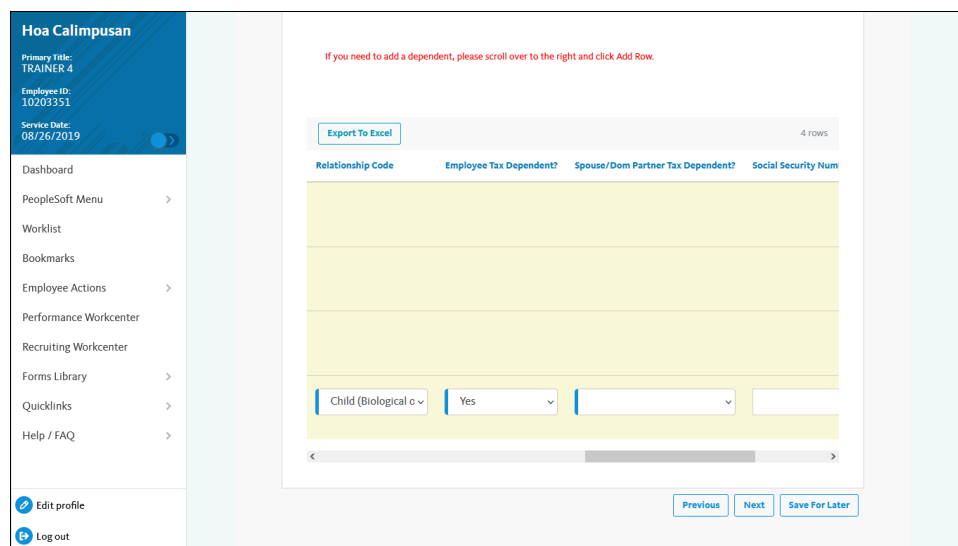 Hoa Calimpusan
Primary Title:
TRAINER 4
Employee ID:
10203351
Service Date:
08/26/2019
Dashboard
PeopleSoft Menu
Worklist
Bookmarks
Employee Actions
Performance Workcenter
Recruiting Workcenter
Forms Library
Quicklinks
Help / FAQ
Edit profile
Log out
If you need to add a dependent, please scroll over to the right and click Add Row.
Export To Excel
4 rows
Relationship Code Employee Tax Dependent? Spouse/Dom Partner Tax Dependent? Social Security Num
Child (Biological o Yes
Previous Next Save For Later